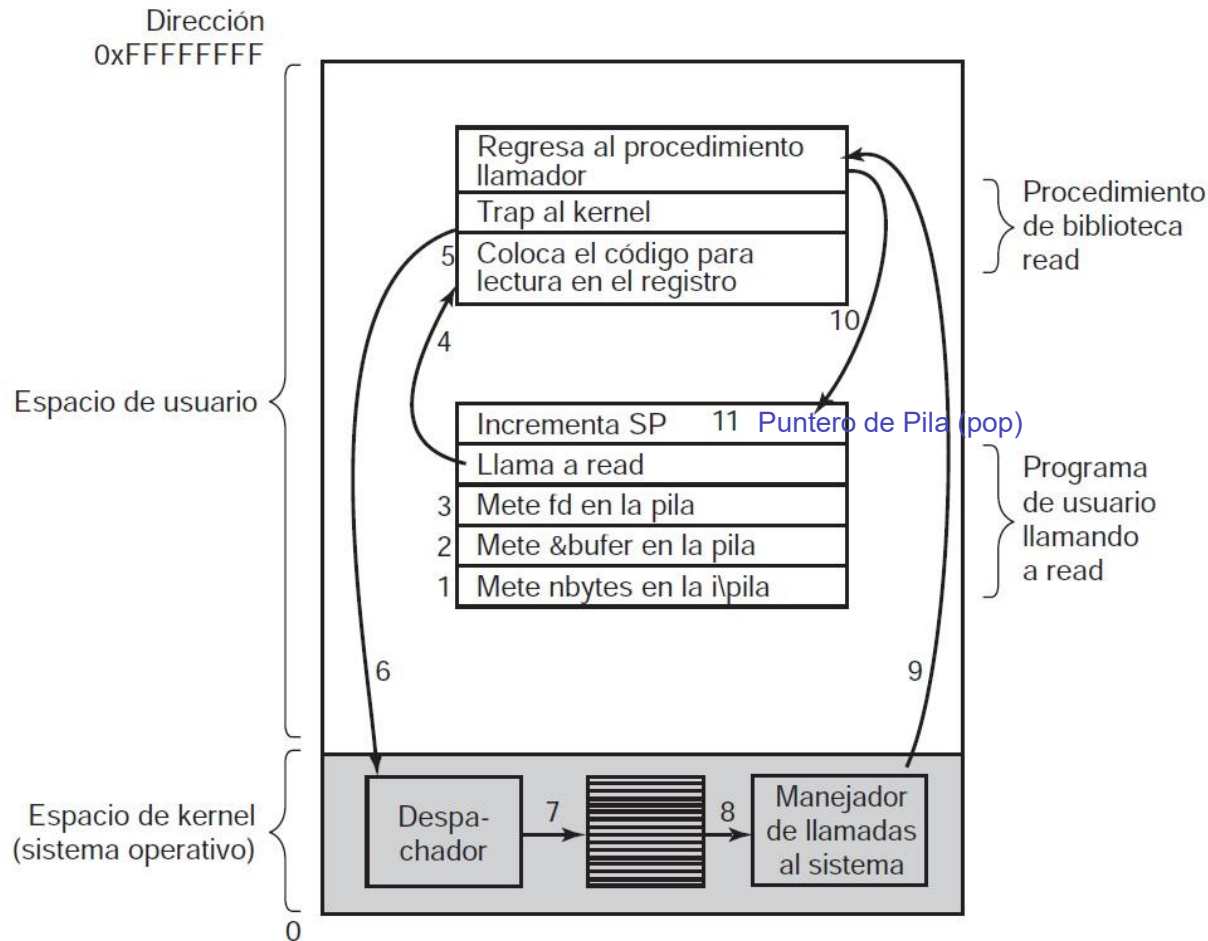 Dirección
0xFFFFFFFF
Regresa al procedimiento
llamador
Trap al kernel
5 Coloca el código para
lectura en el registro
4
10
Procedimiento
de biblioteca
read
Espacio de usuario
Incrementa SP 11 Puntero de Pila (pop)
Llama a read
3 Mete fd en la pila
2 Mete &bufer en la pila
1 Mete nbytes en la i\pila
Programa
de usuario
llamando
a read
6
9
Espacio de kernel
(sistema operativo)
Despa-
chador
7
8
Manejador
de llamadas
al sistema
0